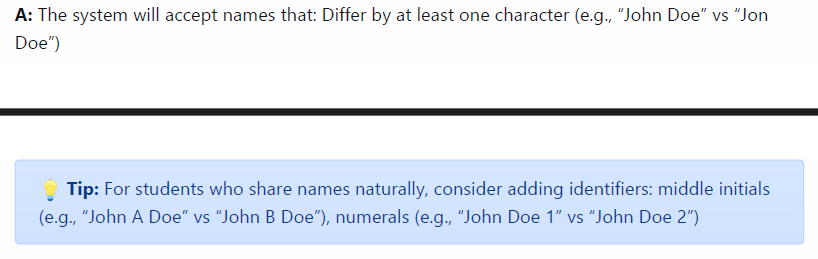 A: The system will accept names that: Differ by at least one character (e.g., “John Doe” vs “Jon
Doe”)
💡 Tip: For students who share names naturally, consider adding identifiers: middle initials
(e.g., “John A Doe” vs “John B Doe”), numerals (e.g., “John Doe 1” vs “John Doe 2”)